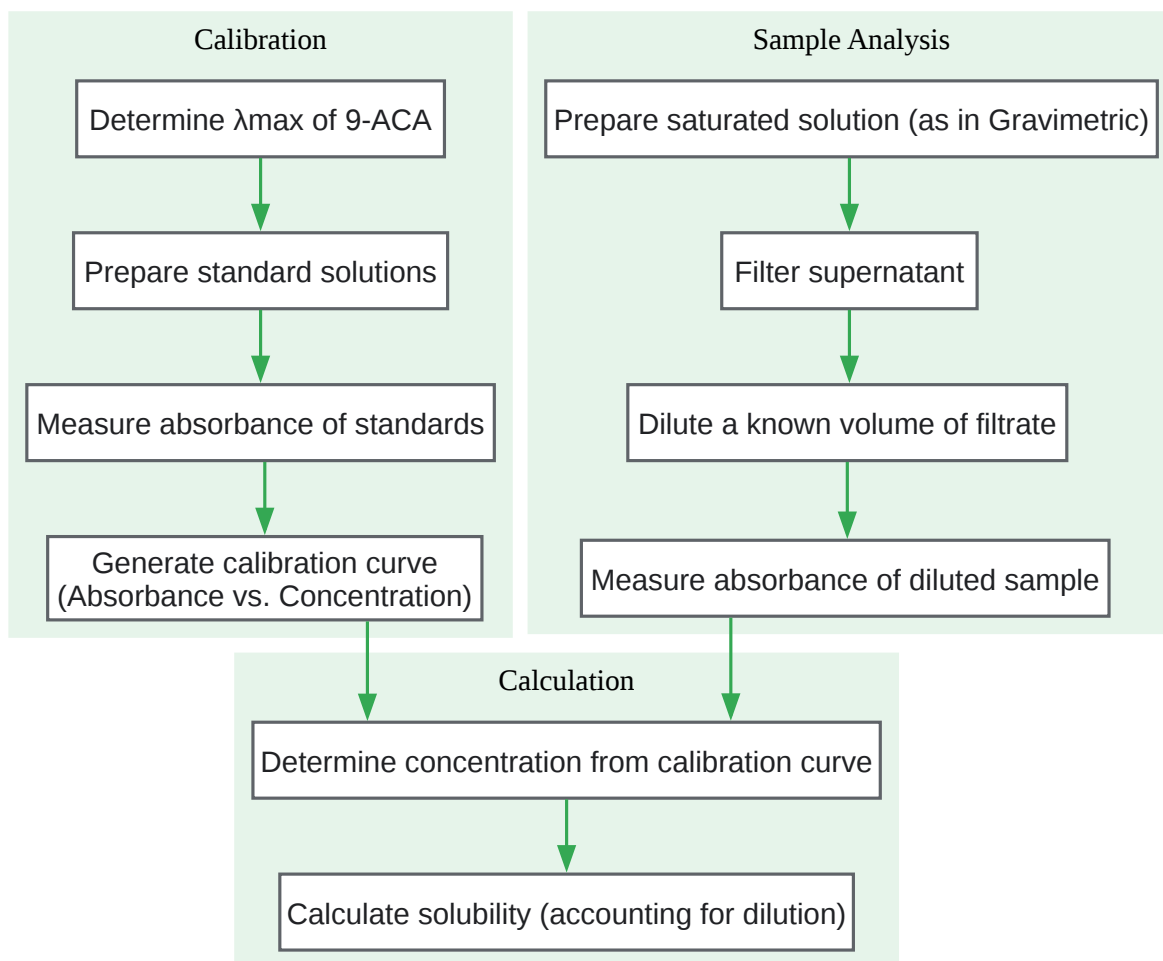 Calibration
Determine λmax of 9-ACA
Prepare standard solutions
Measure absorbance of standards
Generate calibration curve
(Absorbance vs. Concentration)
Sample Analysis
Prepare saturated solution (as in Gravimetric)
Filter supernatant
Dilute a known volume of filtrate
Measure absorbance of diluted sample
Calculation
Determine concentration from calibration curve
Calculate solubility (accounting for dilution)